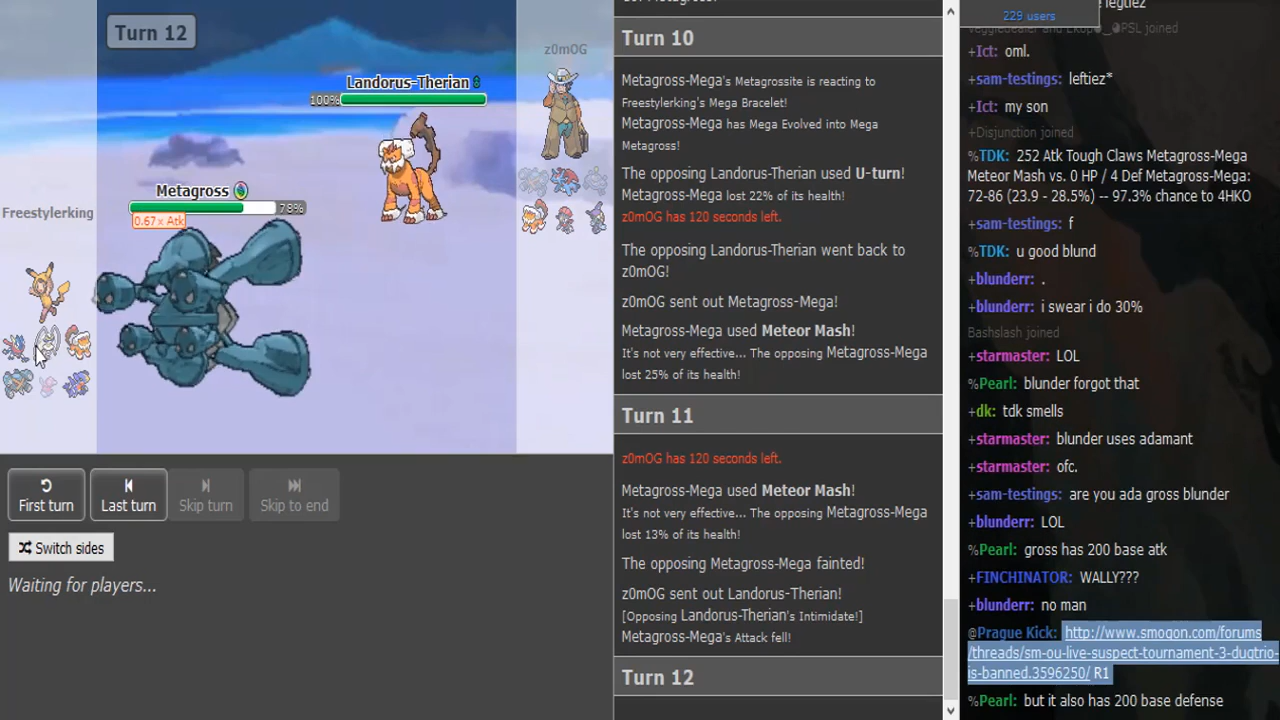 Turn 12
z0mOG
Landorus-Therian
100%
Metagross
78%
0.67× Atk
Freestylerking
First turn
Last turn
Skip turn
Skip to end
Switch sides
Waiting for players...
Turn 10
Metagross-Mega's Metagrossite is reacting to
Freestylerking's Mega Bracelet!
Metagross-Mega has Mega Evolved into Mega
Metagross!
The opposing Landorus-Therian used U-turn!
Metagross-Mega lost 22% of its health!
z0mOG has 120 seconds left.
The opposing Landorus-Therian went back to
z0mOG!
z0mOG sent out Metagross-Mega!
Metagross-Mega used Meteor Mash!
It's not very effective... The opposing Metagross-Mega
lost 25% of its health!
Turn 11
z0mOG has 120 seconds left.
Metagross-Mega used Meteor Mash!
It's not very effective... The opposing Metagross-Mega
lost 13% of its health!
The opposing Metagross-Mega fainted!
z0mOG sent out Landorus-Therian!
[Opposing Landorus-Therian's Intimidate!]
Metagross-Mega's Attack fell!
Turn 12
229 users
leftiez
joined
+Ict: oml.
+sam-testings: leftiez*
+Ict: my son
+Disjunction joined
%TDK: 252 Atk Tough Claws Metagross-Mega
Meteor Mash vs. 0 HP / 4 Def Metagross-Mega:
72-86 (23.9 - 28.5%) -- 97.3% chance to 4HKO
+sam-testings: f
%TDK: u good blund
+blunderr: .
+blunderr: i swear i do 30%
Bashslash joined
+starmaster: LOL
%Pearl: blunder forgot that
+dk: tdk smells
+starmaster: blunder uses adamant
+starmaster: ofc.
+sam-testings: are you ada gross blunder
+blunderr: LOL
%Pearl: gross has 200 base atk
+FINCHINATOR: WALLY???
+blunderr: no man
@Prague Kick: http://www.smogon.com/forums
/threads/sm-ou-live-suspect-tournament-3-dugtrio-
is-banned.3596250/ R1
%Pearl: but it also has 200 base defense